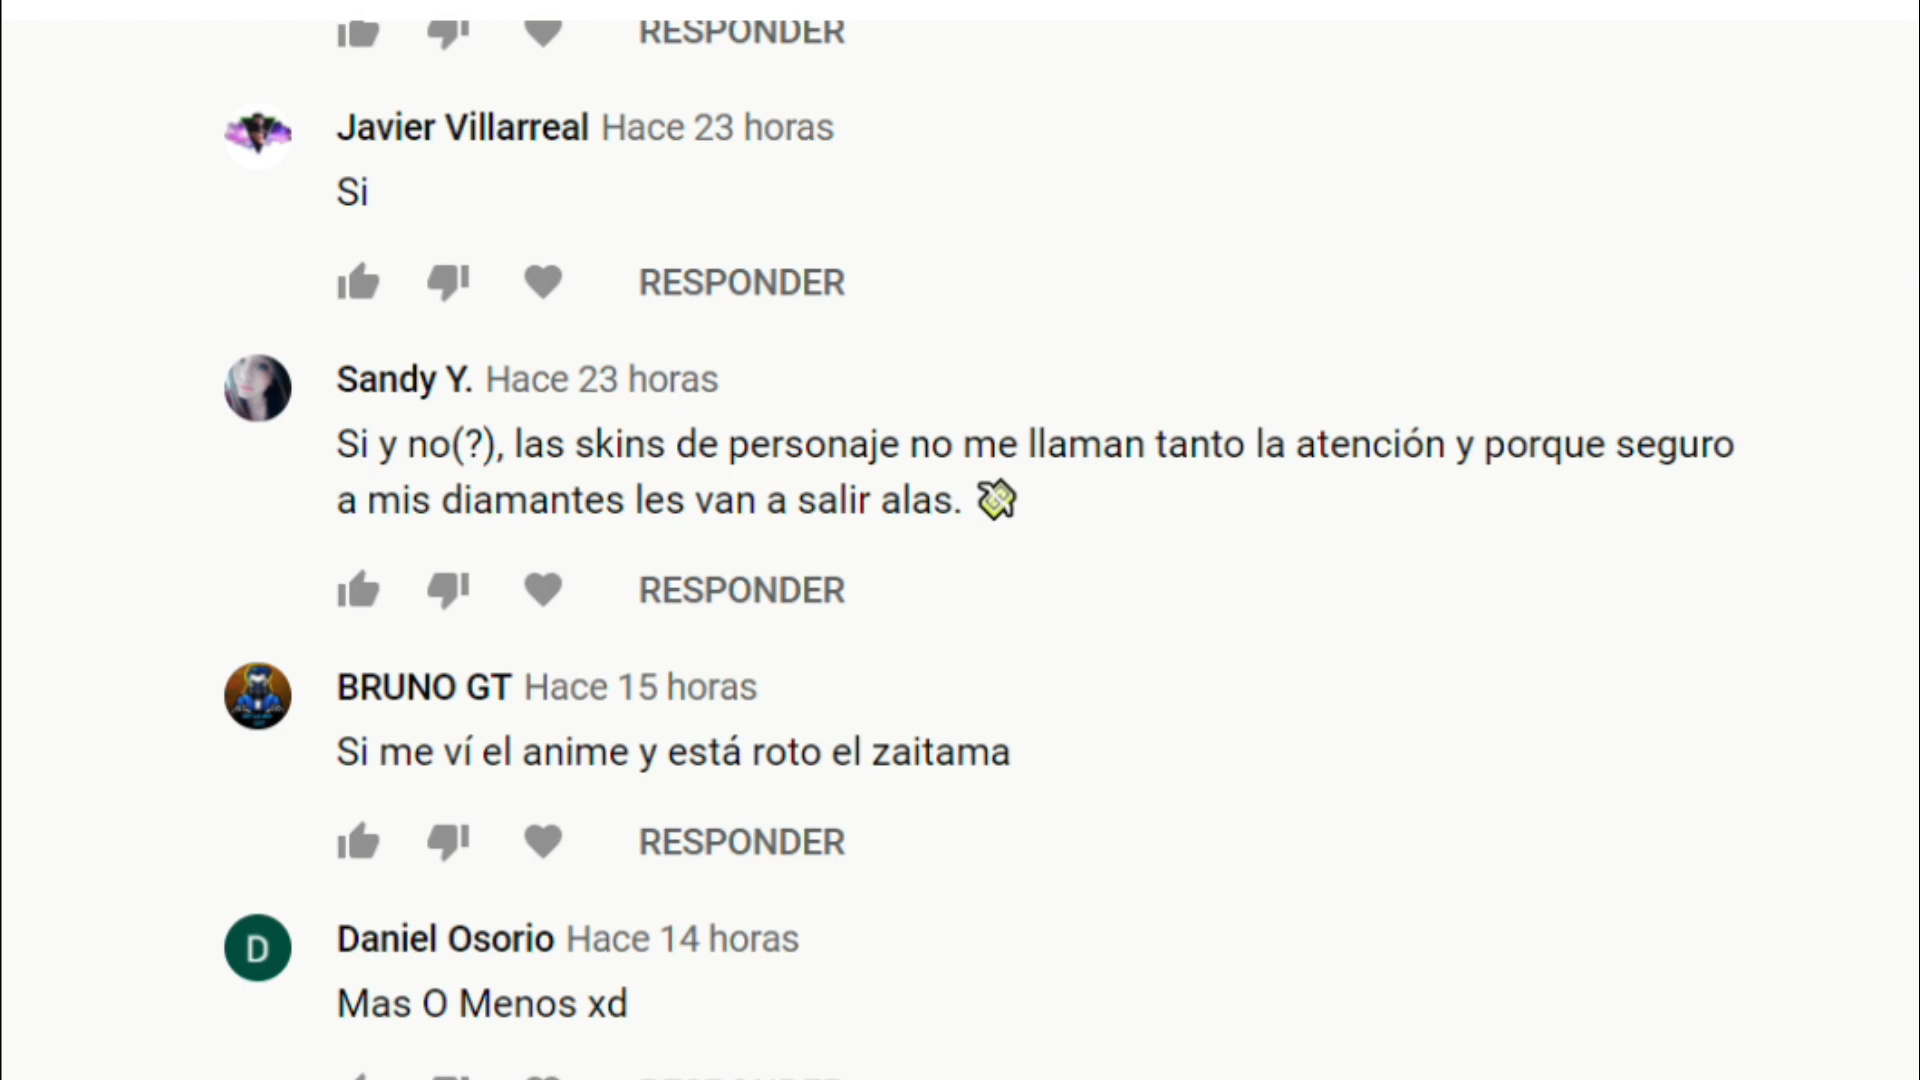 RESPONDER
Javier Villarreal Hace 23 horas
Si
RESPONDER
Sandy Y. Hace 23 horas
Si y no(?), las skins de personaje no me llaman tanto la atención y porque seguro
a mis diamantes les van a salir alas. 💸
RESPONDER
BRUNO GT Hace 15 horas
Si me ví el anime y está roto el zaitama
RESPONDER
D
Daniel Osorio Hace 14 horas
Mas O Menos xd